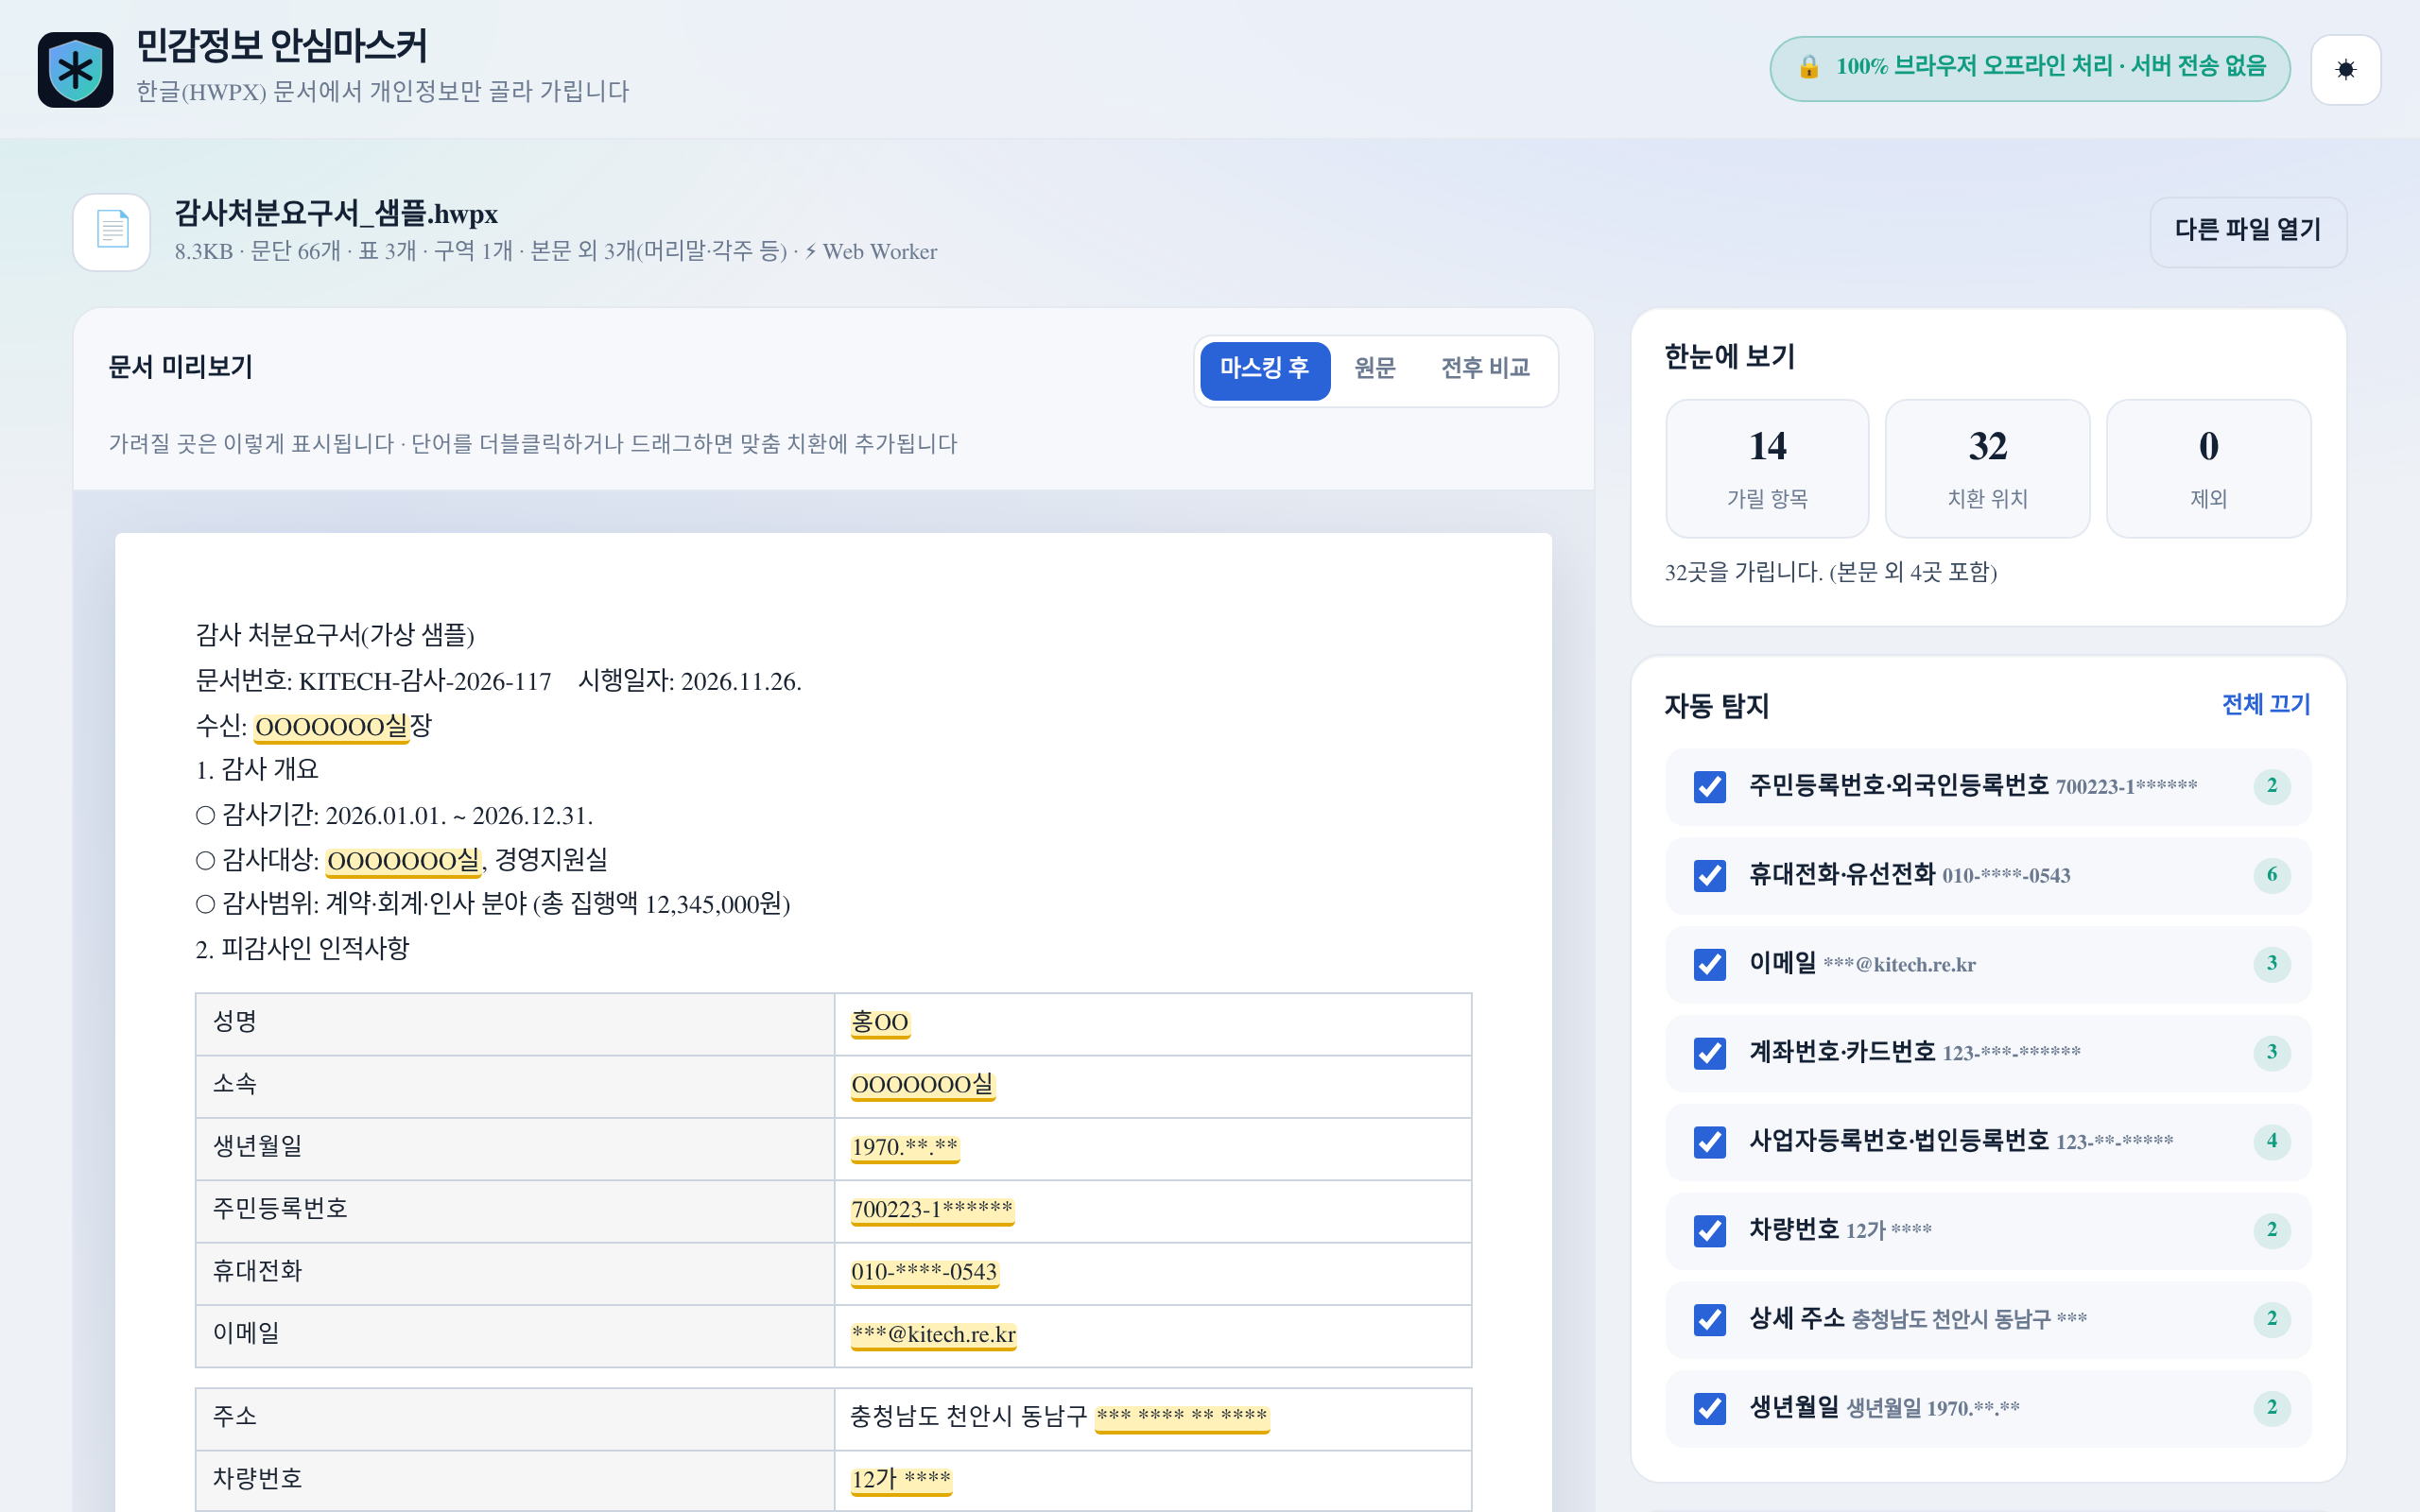 민감정보 안심마스커
한글(HWPX) 문서에서 개인정보만 골라 가립니다
🔒 100% 브라우저 오프라인 처리 · 서버 전송 없음
감사처분요구서_샘플.hwpx
8.3KB · 문단 66개 · 표 3개 · 구역 1개 · 본문 외 3개(머리말·각주 등) · ⚡ Web Worker
다른 파일 열기
문서 미리보기
마스킹 후 원문 전후 비교
가려질 곳은 이렇게 표시됩니다 · 단어를 더블클릭하거나 드래그하면 맞춤 치환에 추가됩니다
감사 처분요구서(가상 샘플)
문서번호: KITECH-감사-2026-117 시행일자: 2026.11.26.
수신: OOOOOOO실장
1. 감사 개요
○ 감사기간: 2026.01.01. ~ 2026.12.31.
○ 감사대상: OOOOOOO실, 경영지원실
○ 감사범위: 계약·회계·인사 분야 (총 집행액 12,345,000원)
2. 피감사인 인적사항
성명 홍OO
소속 OOOOOOO실
생년월일 1970.**.**
주민등록번호 700223-1******
휴대전화 010-****-0543
이메일 ***@kitech.re.kr
주소 충청남도 천안시 동남구 *** **** ** ****
차량번호 12가 ****
한눈에 보기
14 32 0
가릴 항목 치환 위치 제외
32곳을 가립니다. (본문 외 4곳 포함)
자동 탐지 전체 끄기
주민등록번호·외국인등록번호 700223-1****** 2
휴대전화·유선전화 010-****-0543 6
이메일 ***@kitech.re.kr 3
계좌번호·카드번호 123-***-****** 3
사업자등록번호·법인등록번호 123-**-***** 4
차량번호 12가 **** 2
상세 주소 충청남도 천안시 동남구 *** 2
생년월일 생년월일 1970.**.** 2